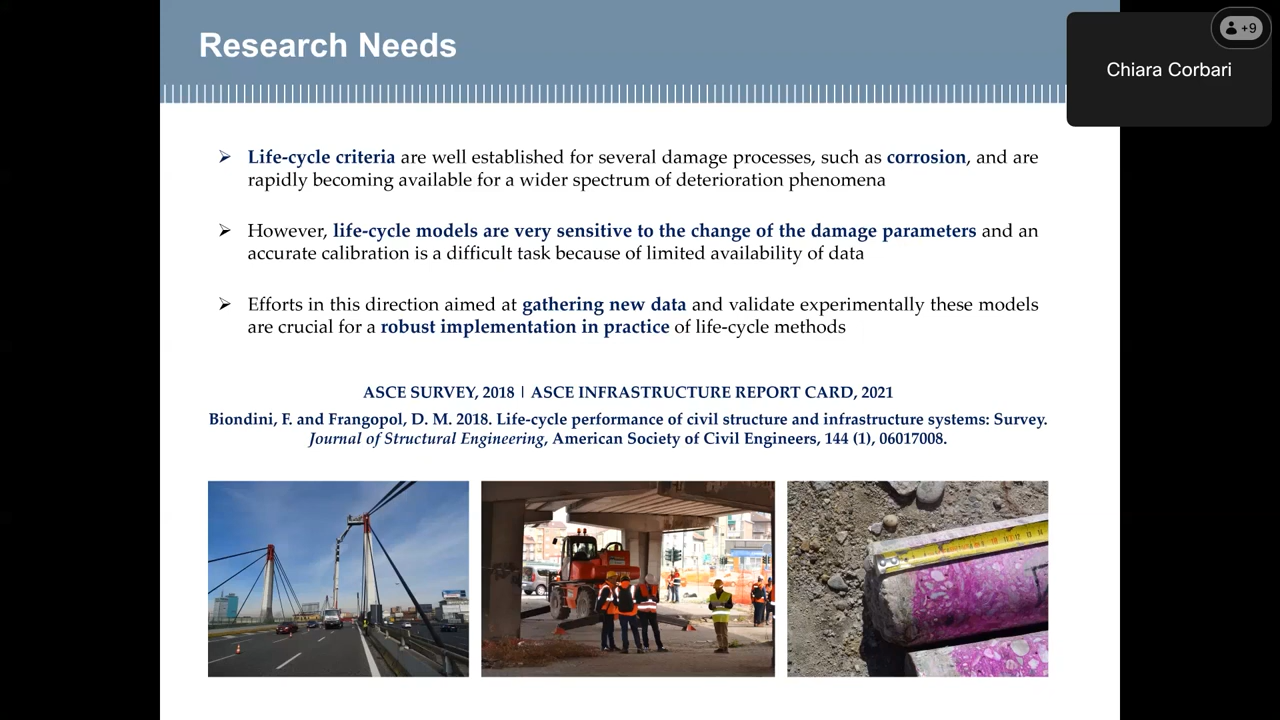 Research Needs
+9
Chiara Corbari
➢ Life-cycle criteria are well established for several damage processes, such as corrosion, and are
rapidly becoming available for a wider spectrum of deterioration phenomena
➢ However, life-cycle models are very sensitive to the change of the damage parameters and an
accurate calibration is a difficult task because of limited availability of data
➢ Efforts in this direction aimed at gathering new data and validate experimentally these models
are crucial for a robust implementation in practice of life-cycle methods
ASCE SURVEY, 2018 | ASCE INFRASTRUCTURE REPORT CARD, 2021
Biondini, F. and Frangopol, D. M. 2018. Life-cycle performance of civil structure and infrastructure systems: Survey.
Journal of Structural Engineering, American Society of Civil Engineers, 144 (1), 06017008.